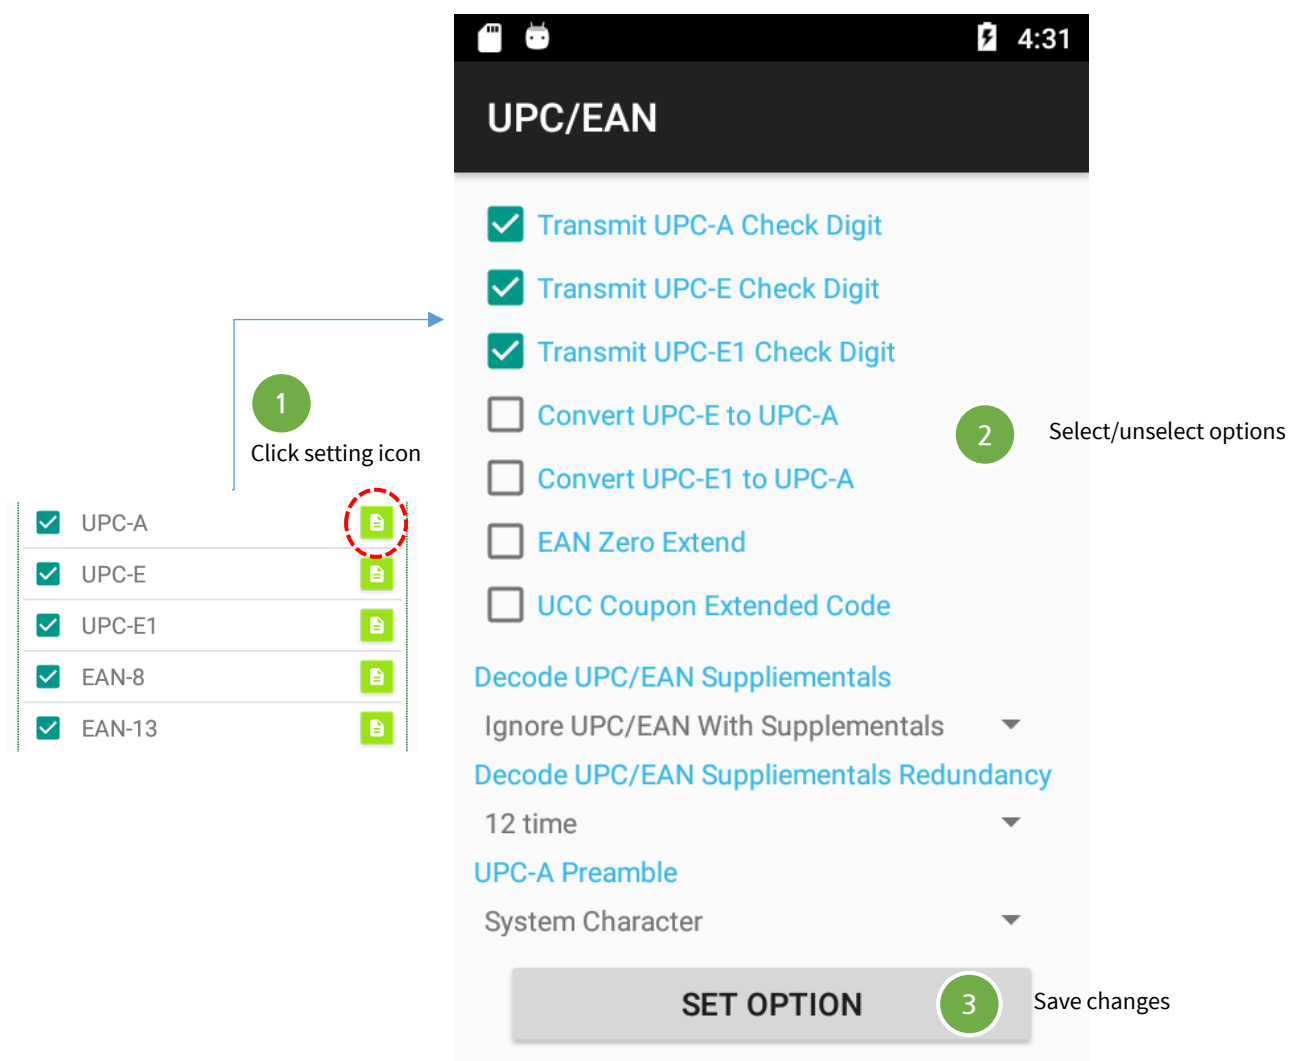 4:31
UPC/EAN
Transmit UPC-A Check Digit
Transmit UPC-E Check Digit
Transmit UPC-E1 Check Digit
Convert UPC-E to UPC-A
Convert UPC-E1 to UPC-A
EAN Zero Extend
UCC Coupon Extended Code
Decode UPC/EAN Suppliementals
Ignore UPC/EAN With Supplementals
Decode UPC/EAN Suppliementals Redundancy
12 time
UPC-A Preamble
System Character
SET OPTION
1
Click setting icon
UPC-A
UPC-E
UPC-E1
EAN-8
EAN-13
2
Select/unselect options
3
Save changes